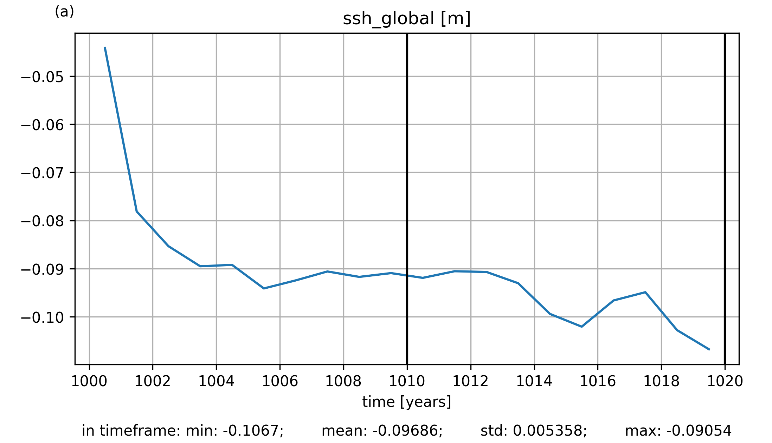 (a)
ssh_global [m]
−0.05
−0.06
−0.07
−0.08
−0.09
−0.10
1000 1002 1004 1006 1008 1010 1012 1014 1016 1018 1020
time [years]
in timeframe: min: -0.1067; mean: -0.09686; std: 0.005358; max: -0.09054